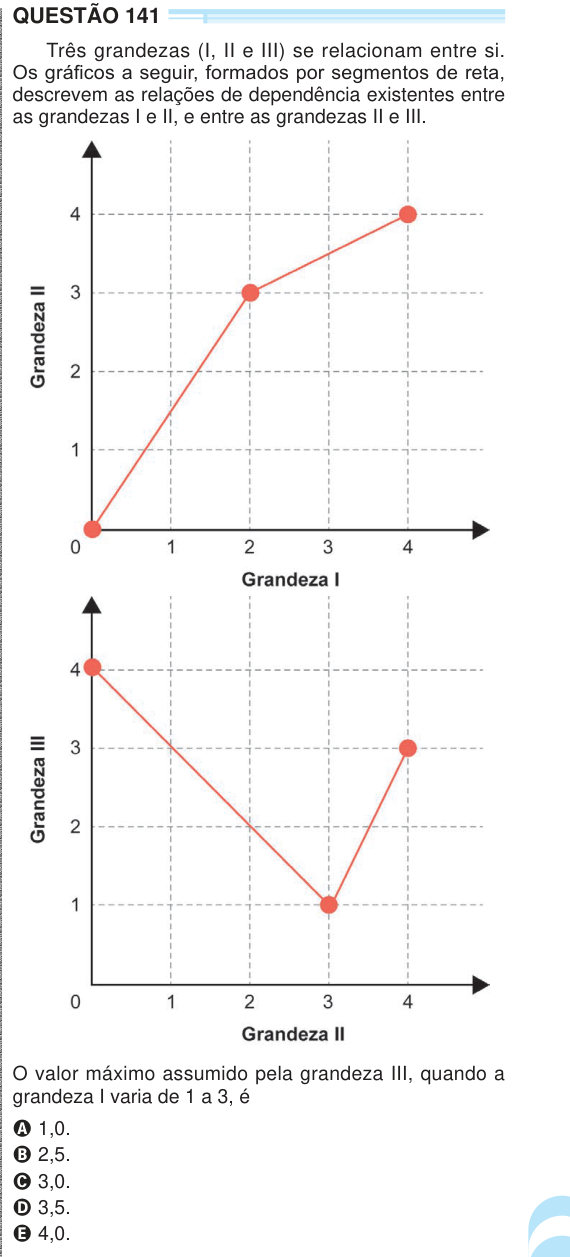 QUESTÃO 141
Três grandezas (I, II e III) se relacionam entre si.
Os gráficos a seguir, formados por segmentos de reta,
descrevem as relações de dependência existentes entre
as grandezas I e II, e entre as grandezas II e III.
Grandeza II
4
3
2
1
0 1 2 3 4
Grandeza I
Grandeza III
4
3
2
1
0 1 2 3 4
Grandeza II
O valor máximo assumido pela grandeza III, quando a
grandeza I varia de 1 a 3, é
A 1,0.
B 2,5.
C 3,0.
D 3,5.
E 4,0.